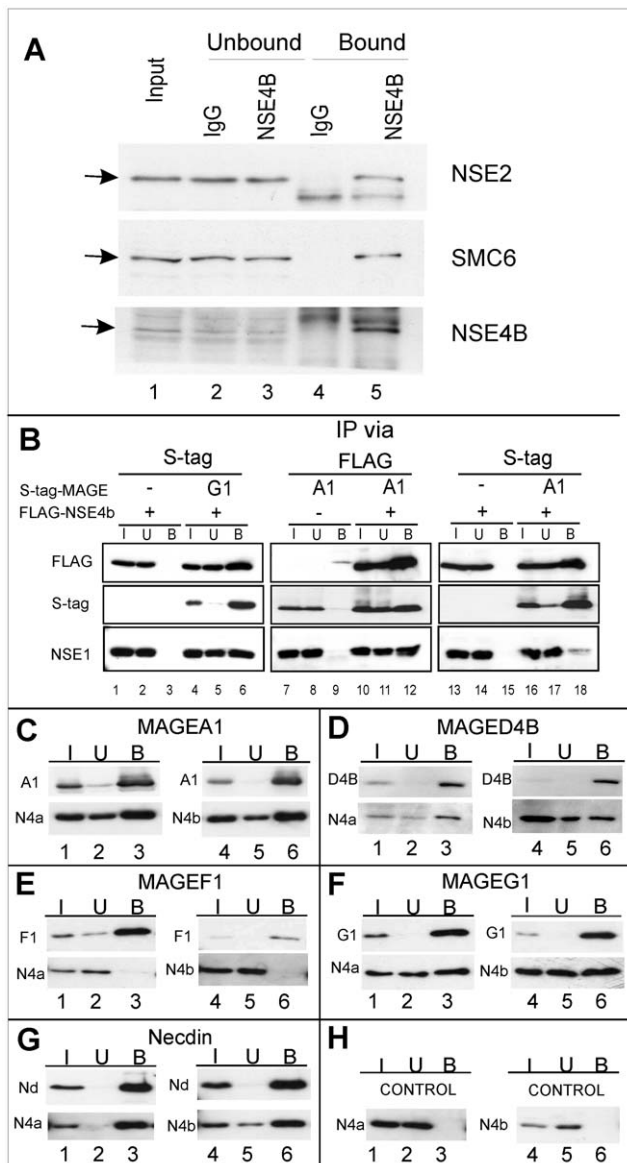 A
Unbound Bound
Input IgG NSE4B IgG NSE4B
NSE2
SMC6
NSE4B
1 2 3 4 5
B
IP via
S-tag FLAG S-tag
S-tag-MAGE - G1 A1 A1 - A1
FLAG-NSE4b + + - + + +
I U B I U B I U B I U B I U B I U B
FLAG
S-tag
NSE1
1 2 3 4 5 6 7 8 9 10 11 12 13 14 15 16 17 18
C MAGEA1
I U B I U B
A1 A1
N4a N4b
1 2 3 4 5 6
D MAGED4B
I U B I U B
D4B D4B
N4a N4b
1 2 3 4 5 6
E MAGEF1
I U B I U B
F1 F1
N4a N4b
1 2 3 4 5 6
F MAGEG1
I U B I U B
G1 G1
N4a N4b
1 2 3 4 5 6
G Necdin
I U B I U B
Nd Nd
N4a N4b
1 2 3 4 5 6
H I U B I U B
CONTROL CONTROL
N4a N4b
1 2 3 4 5 6